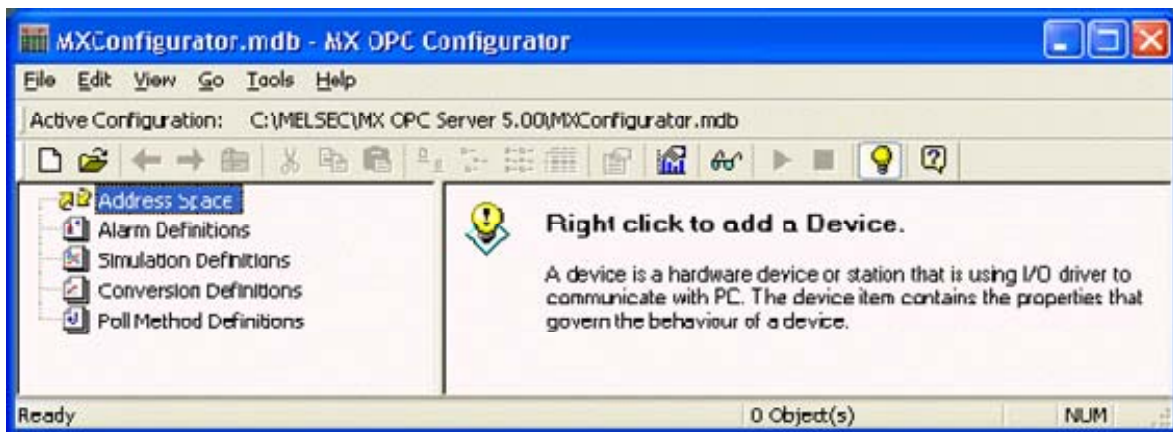 MXConfigurator.mdb - MX OPC Configurator
File Edit View Go Tools Help
Active Configuration: C:\MELSEC\MX OPC Server 5.00\MXConfigurator.mdb
Address Space
Alarm Definitions
Simulation Definitions
Conversion Definitions
Poll Method Definitions
Right click to add a Device.
A device is a hardware device or station that is using I/O driver to
communicate with PC. The device item contains the properties that
govern the behaviour of a device.
Ready 0 Object(s) NUM